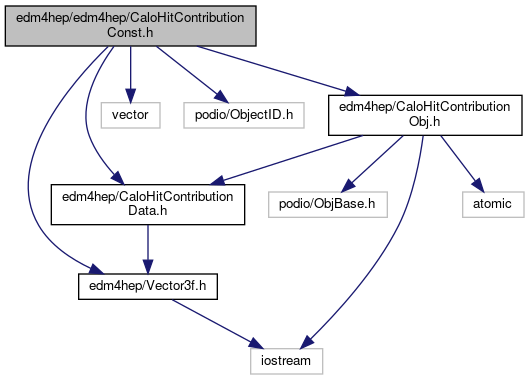 edm4hep/edm4hep/CaloHitContribution
Const.h
vector
podio/ObjectID.h
edm4hep/CaloHitContribution
Obj.h
edm4hep/CaloHitContribution
Data.h
podio/ObjBase.h
atomic
edm4hep/Vector3f.h
iostream